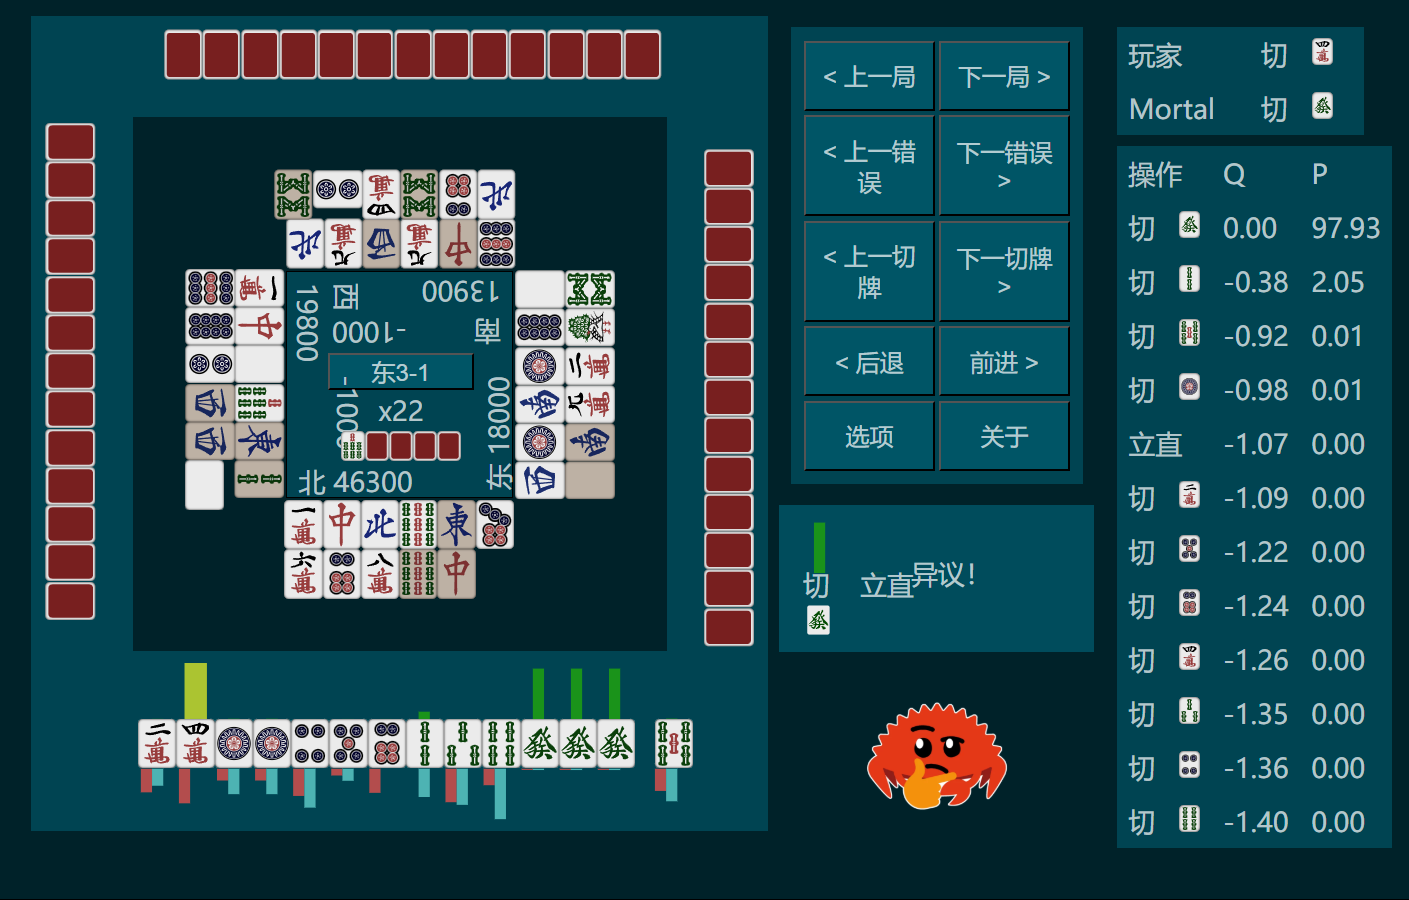 < 上一局
下一局 >
< 上一错误
下一错误 >
< 上一切牌
下一切牌 >
< 后退
前进 >
选项
关于
玩家 切
Mortal 切
操作 Q P
切 0.00 97.93
切 -0.38 2.05
切 -0.92 0.01
切 -0.98 0.01
立直 -1.07 0.00
切 -1.09 0.00
切 -1.22 0.00
切 -1.24 0.00
切 -1.26 0.00
切 -1.35 0.00
切 -1.36 0.00
切 -1.40 0.00
切
立直
异议!
19800
西
13900
南
-1000
东3-1
-1000
x22
北 46300
东 18000